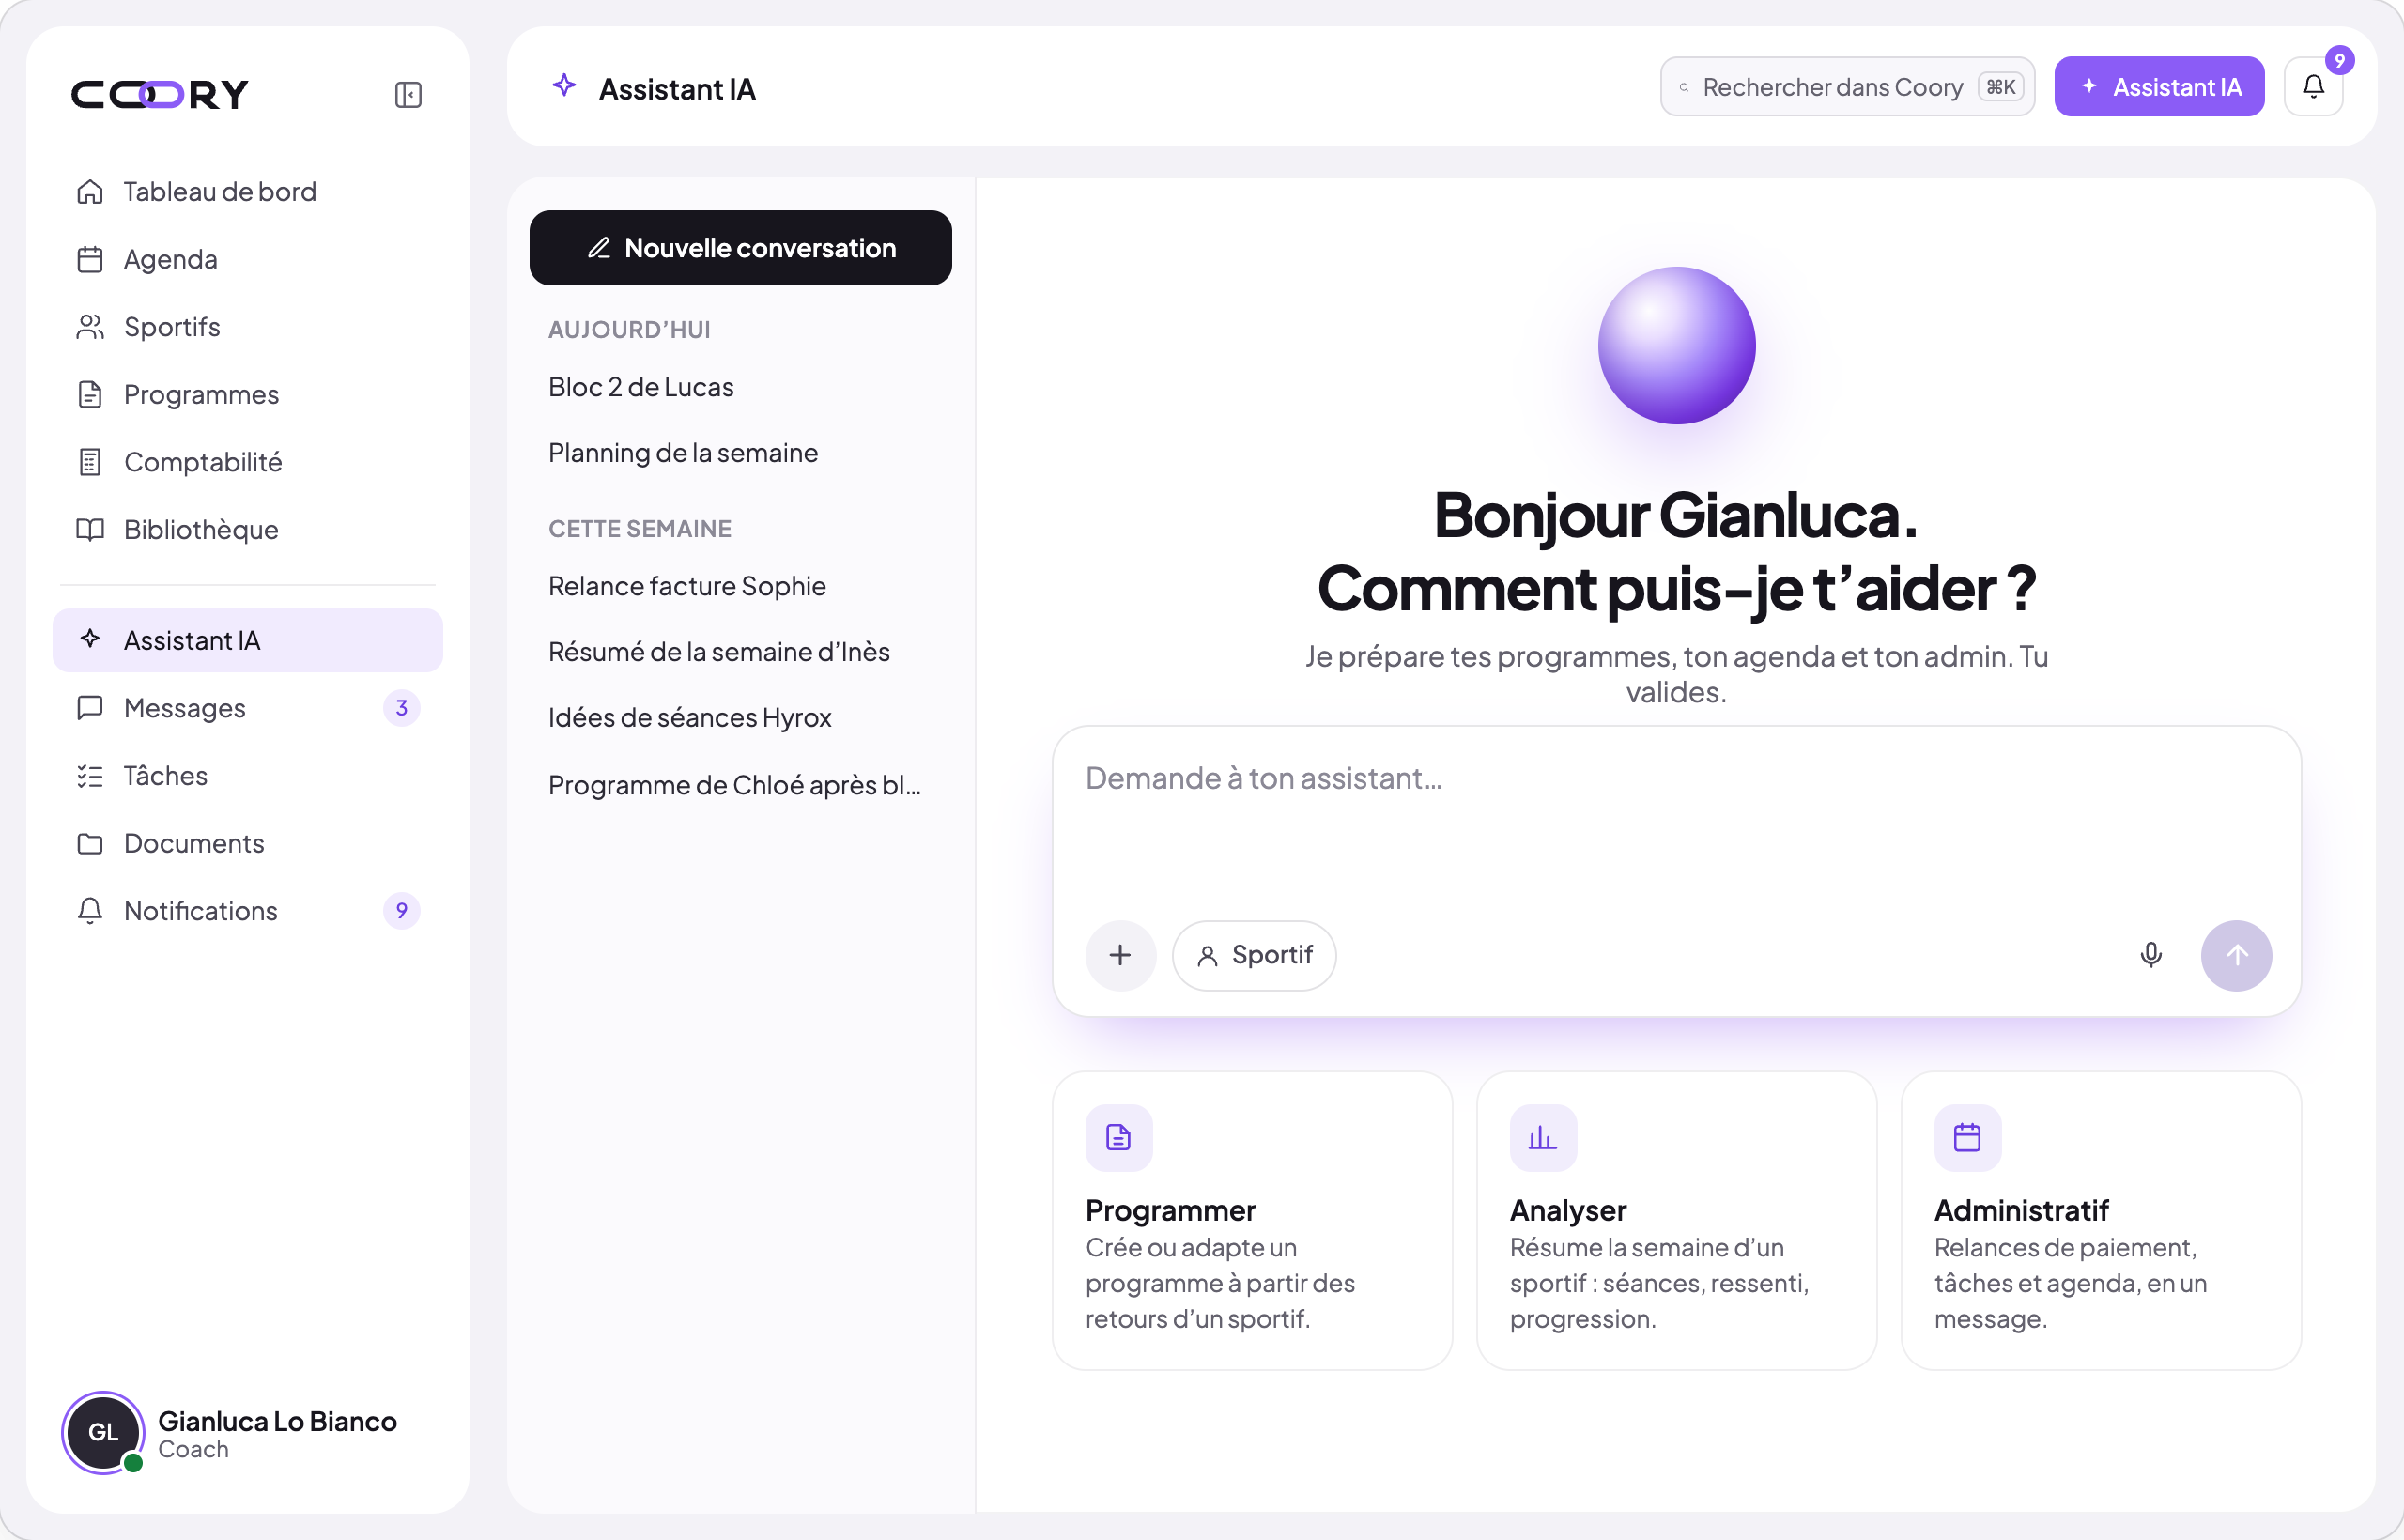 COORY
Tableau de bord
Agenda
Sportifs
Programmes
Comptabilité
Bibliothèque
Assistant IA
Messages 3
Tâches
Documents
Notifications 9
GL
Gianluca Lo Bianco
Coach
Assistant IA
Rechercher dans Coory ⌘K
Assistant IA
9
Nouvelle conversation
AUJOURD’HUI
Bloc 2 de Lucas
Planning de la semaine
CETTE SEMAINE
Relance facture Sophie
Résumé de la semaine d’Inès
Idées de séances Hyrox
Programme de Chloé après bl...
Bonjour Gianluca.
Comment puis-je t’aider ?
Je prépare tes programmes, ton agenda et ton admin. Tu
valides.
Demande à ton assistant...
Sportif
Programmer
Crée ou adapte un
programme à partir des
retours d’un sportif.
Analyser
Résume la semaine d’un
sportif : séances, ressenti,
progression.
Administratif
Relances de paiement,
tâches et agenda, en un
message.